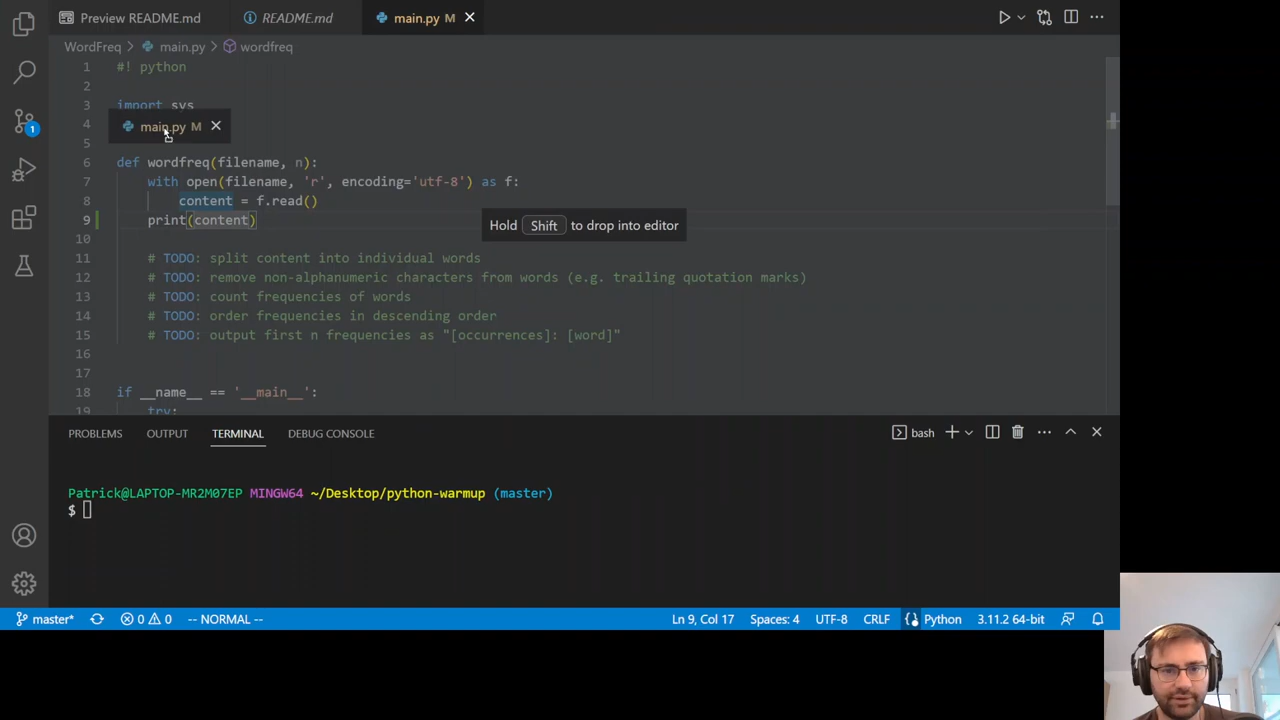 Preview README.md README.md main.py M
WordFreq > main.py > wordfreq
1 #! python
2
3 import sys
4 main.py M
5
6 def wordfreq(filename, n):
7 with open(filename, 'r', encoding='utf-8') as f:
8 content = f.read()
9 print(content)
Hold Shift to drop into editor
10
11 # TODO: split content into individual words
12 # TODO: remove non-alphanumeric characters from words (e.g. trailing quotation marks)
13 # TODO: count frequencies of words
14 # TODO: order frequencies in descending order
15 # TODO: output first n frequencies as "[occurrences]: [word]"
16
17
18 if __name__ == '__main__':
19 try:
1
PROBLEMS OUTPUT TERMINAL DEBUG CONSOLE bash
Patrick@LAPTOP-MR2M07EP MINGW64 ~/Desktop/python-warmup (master)
$
master* 0 0 -- NORMAL -- Ln 9, Col 17 Spaces: 4 UTF-8 CRLF Python 3.11.2 64-bit